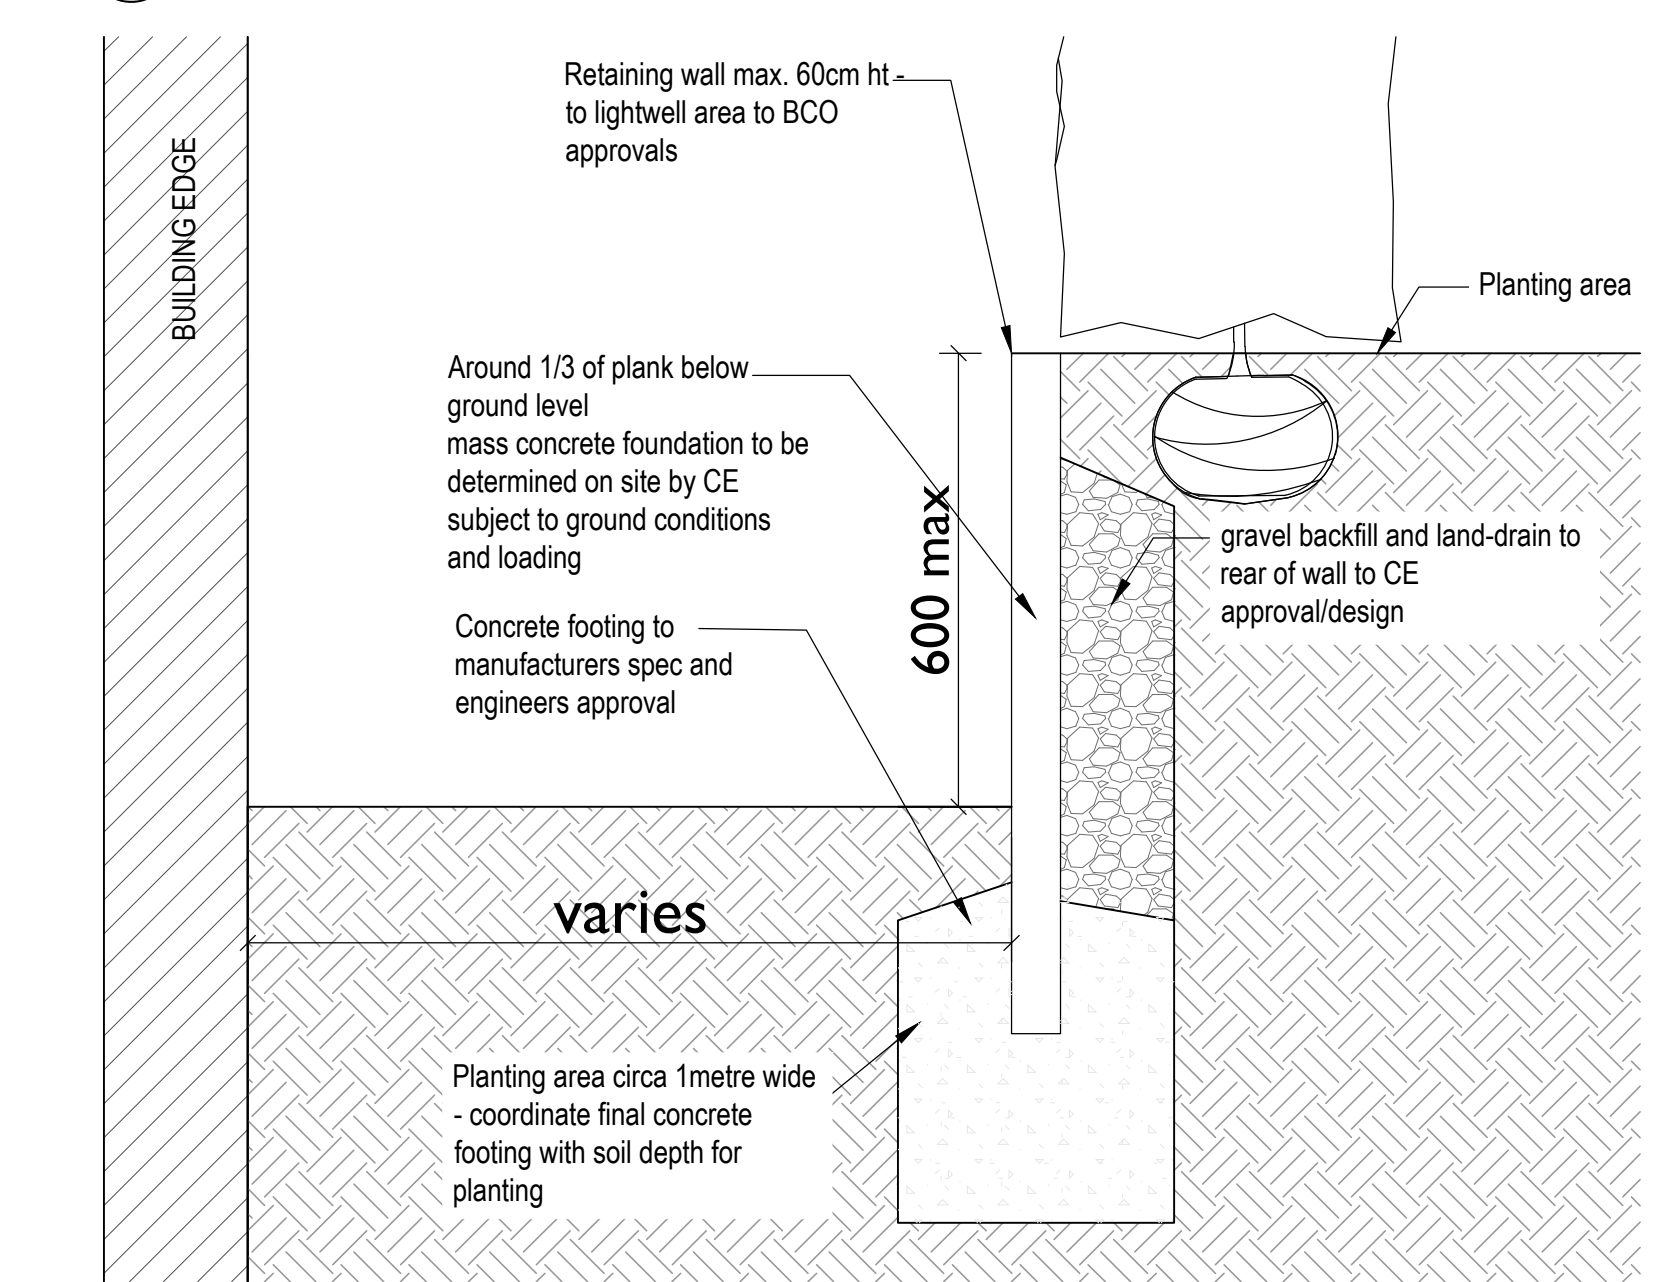 Retaining wall max. 60cm ht -
to lightwell area to BCO
approvals
BUILDING EDGE
Planting area
Around 1/3 of plank below
ground level
mass concrete foundation to be
determined on site by CE
subject to ground conditions
and loading
600 max
gravel backfill and land-drain to
rear of wall to CE
approval/design
Concrete footing to
manufacturers spec and
engineers approval
varies
Planting area circa 1metre wide
- coordinate final concrete
footing with soil depth for
planting